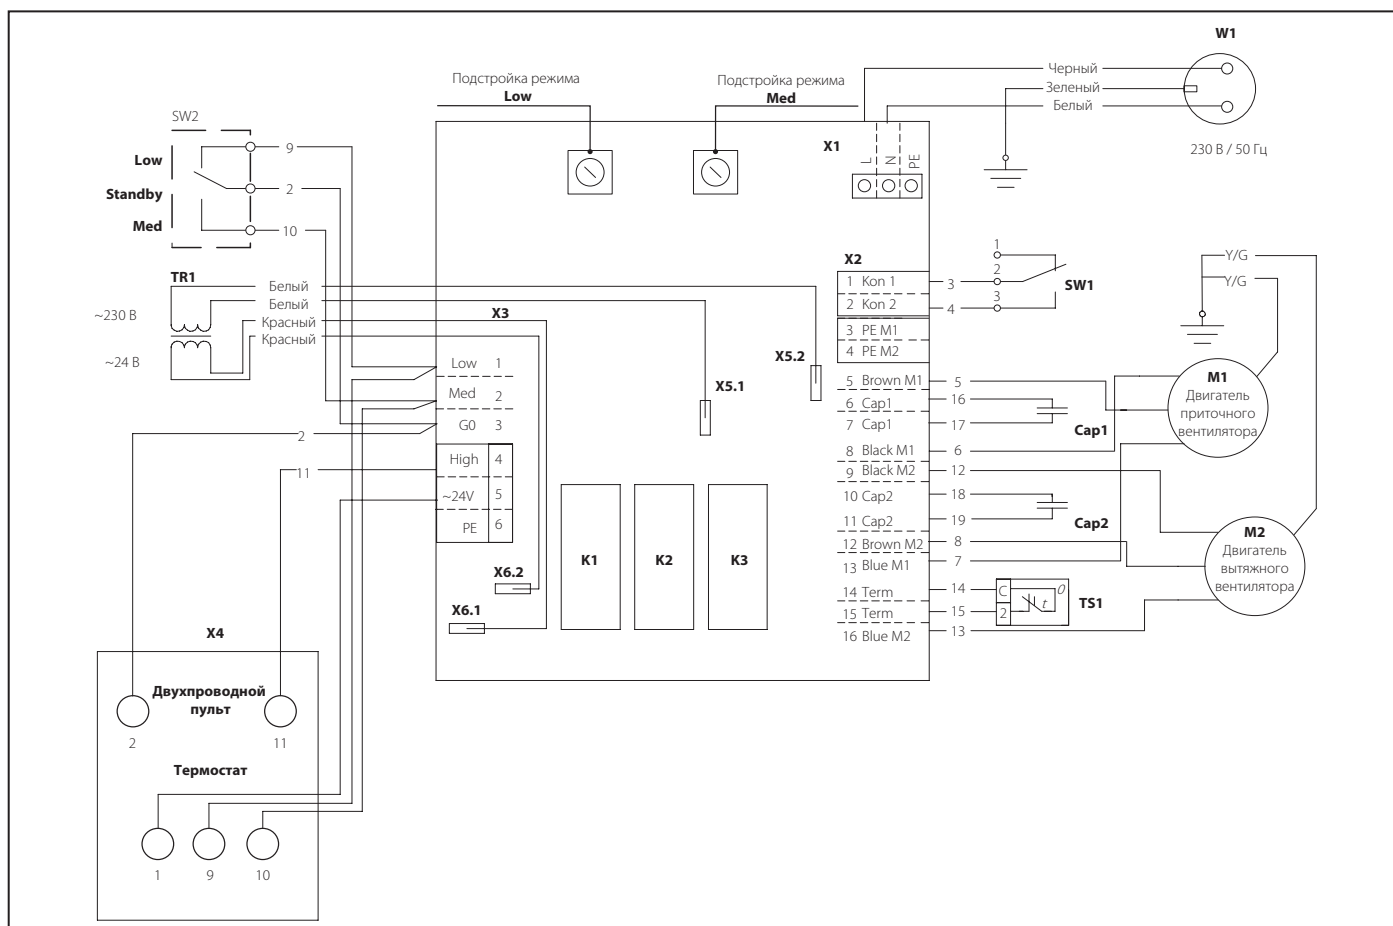 W1
Черный
Зеленый
Белый
230 В / 50 Гц
Подстройка режима
Low
Подстройка режима
Med
X1
L
N
PE
SW2
Low
Standby
Med
9
2
10
TR1
Белый
Белый
Красный
Красный
~230 В
~24 В
X3
Low 1
Med 2
G0 3
High 4
~24V 5
PE 6
2
11
X5.2
X5.1
X6.2
X6.1
K1
K2
K3
X2
1 Kon 1
2 Kon 2
3 PE M1
4 PE M2
5 Brown M1
6 Cap1
7 Cap1
8 Black M1
9 Black M2
10 Cap2
11 Cap2
12 Brown M2
13 Blue M1
14 Term
15 Term
16 Blue M2
3
4
5
16
17
6
12
18
19
8
7
14
15
13
1
2
3
SW1
Cap1
Cap2
C
2
t
0
TS1
Y/G
Y/G
M1
Двигатель
приточного
вентилятора
M2
Двигатель
вытяжного
вентилятора
X4
Двухпроводной
пульт
2
11
Термостат
1
9
10